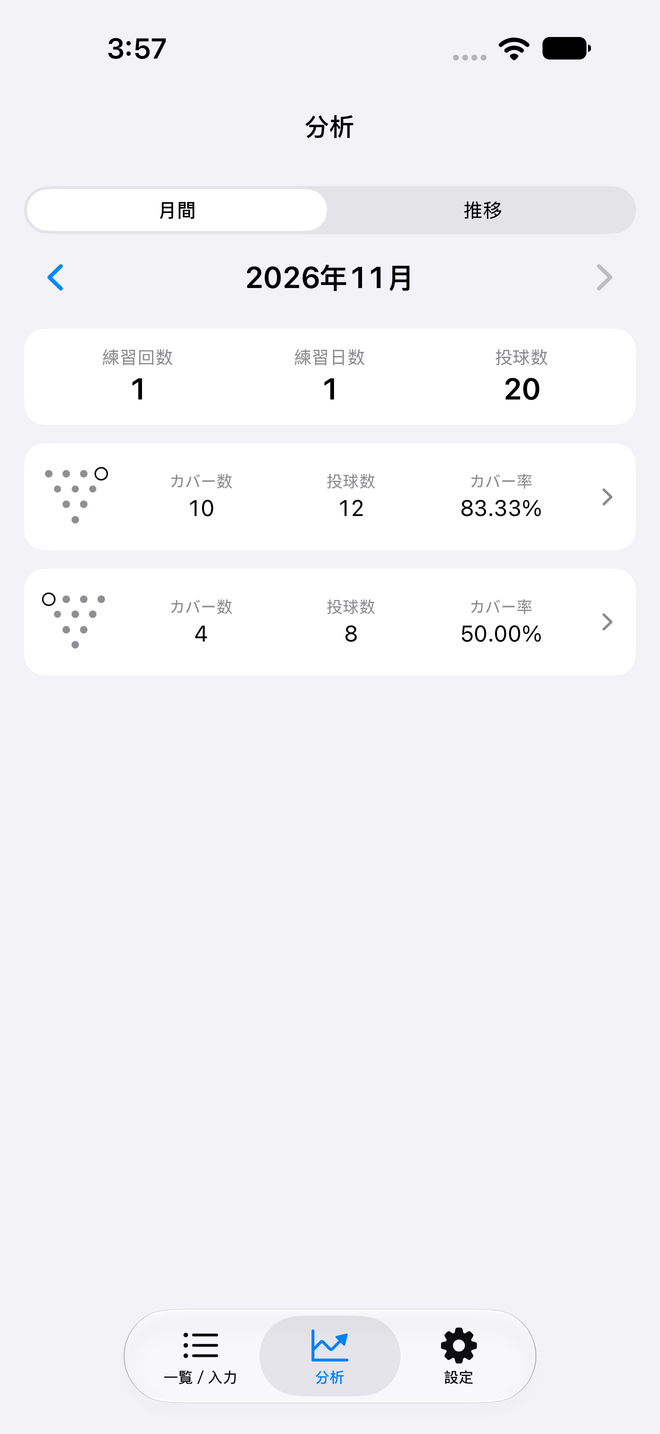 3:57
分析
月間 推移
2026年11月
練習回数 練習日数 投球数
1 1 20
カバー数 投球数 カバー率
10 12 83.33%
カバー数 投球数 カバー率
4 8 50.00%
一覧 / 入力 分析 設定